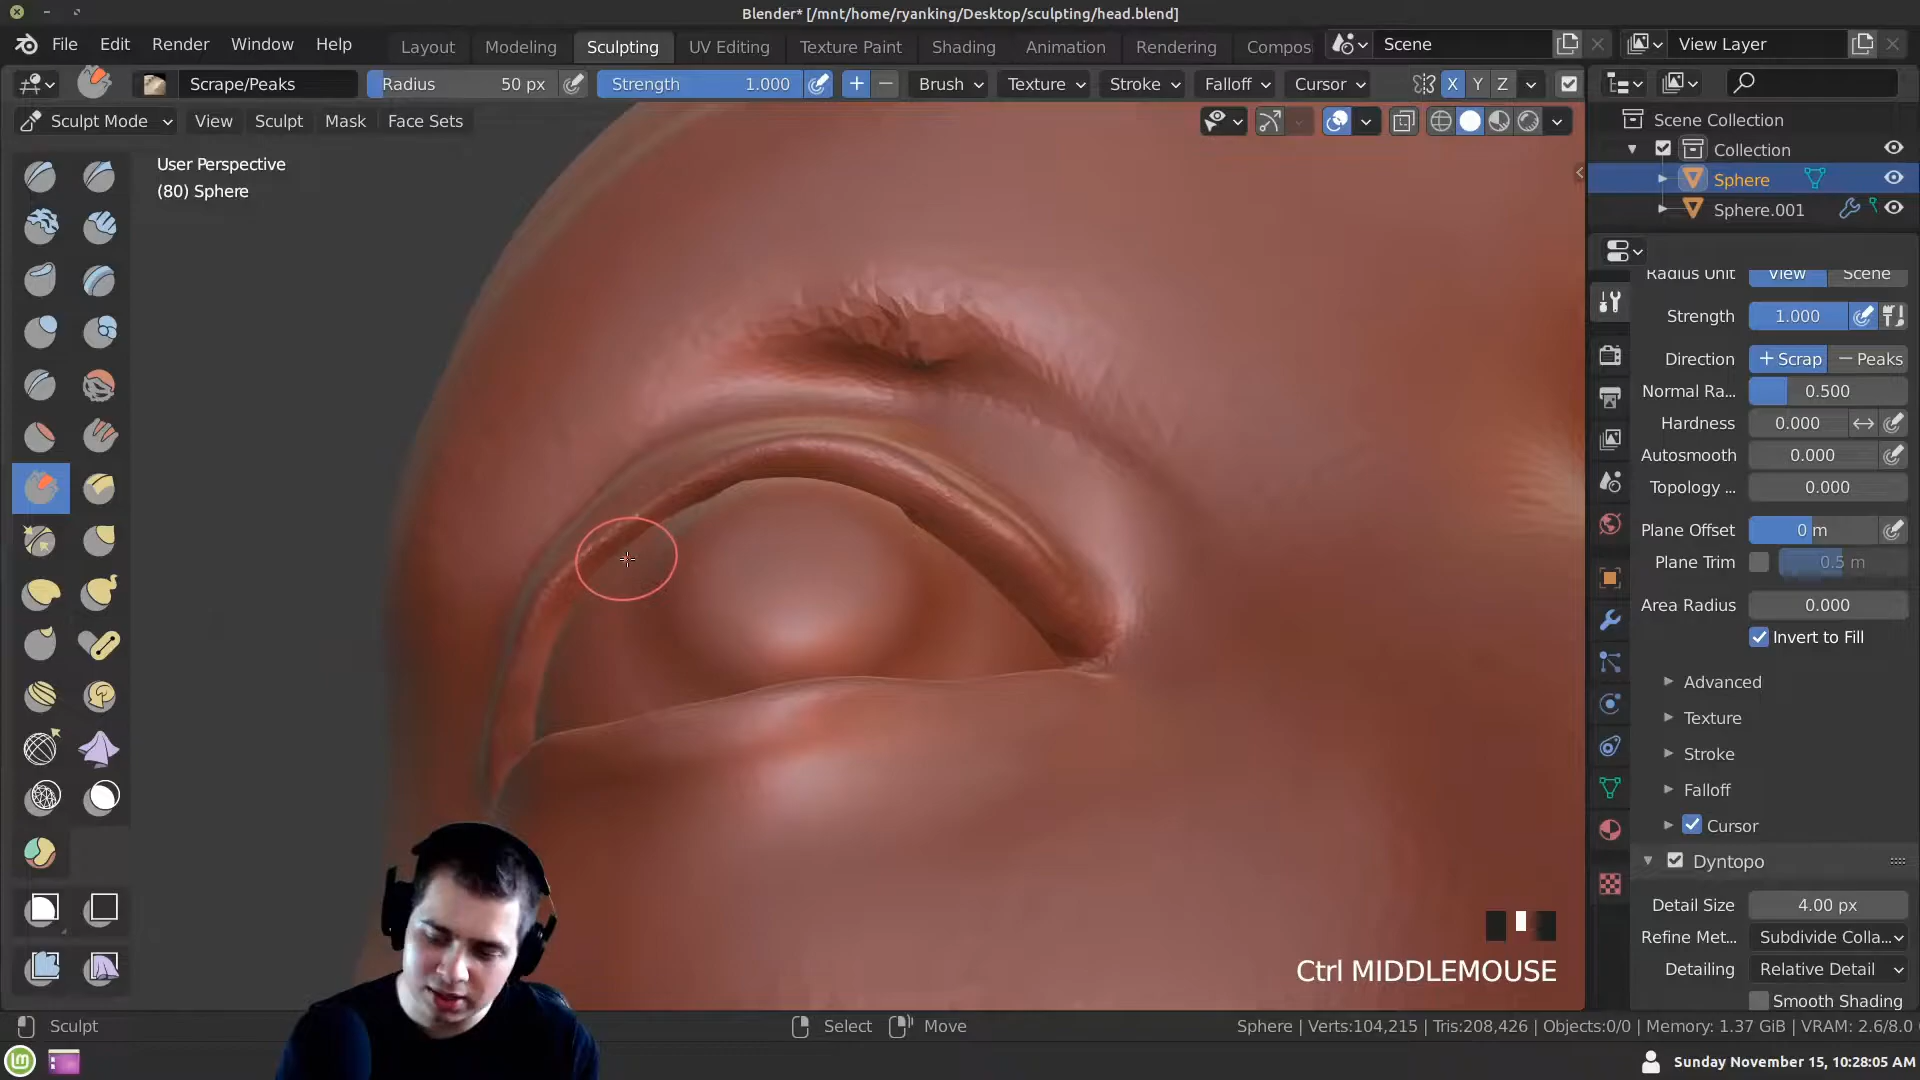 Blender* [/mnt/home/ryanking/Desktop/sculpting/head.blend]
File Edit Render Window Help Layout Modeling Sculpting UV Editing Texture Paint Shading Animation Rendering Compos Scene View Layer
Scrape/Peaks Radius 50 px Strength 1.000 Brush Texture Stroke Falloff Cursor X Y Z
Sculpt Mode View Sculpt Mask Face Sets
User Perspective
(80) Sphere
Scene Collection
Collection
Sphere
Sphere.001
Radius Unit View Scene
Strength 1.000
Direction + Scrap − Peaks
Normal Ra... 0.500
Hardness 0.000
Autosmooth 0.000
Topology ... 0.000
Plane Offset 0 m
Plane Trim 0.5 m
Area Radius 0.000
Invert to Fill
Advanced
Texture
Stroke
Falloff
Cursor
Dyntopo
Detail Size 4.00 px
Refine Met... Subdivide Colla...
Detailing Relative Detail
Smooth Shading
Ctrl MIDDLEMOUSE
Sculpt Select Move Sphere | Verts:104,215 | Tris:208,426 | Objects:0/0 | Memory: 1.37 GiB | VRAM: 2.6/8.0
Sunday November 15, 10:28:05 AM